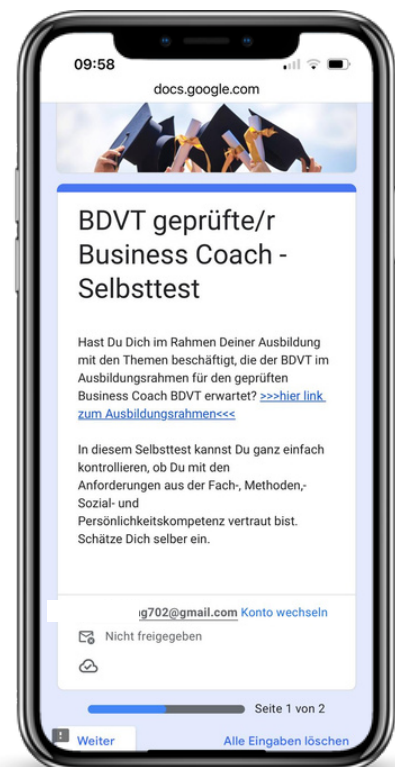 09:58
docs.google.com
BDVT geprüfte/r
Business Coach -
Selbsttest
Hast Du Dich im Rahmen Deiner Ausbildung
mit den Themen beschäftigt, die der BDVT im
Ausbildungsrahmen für den geprüften
Business Coach BDVT erwartet? >>>hier link
zum Ausbildungsrahmen<<<
In diesem Selbsttest kannst Du ganz einfach
kontrollieren, ob Du mit den
Anforderungen aus der Fach-, Methoden,-
Sozial- und
Persönlichkeitskompetenz vertraut bist.
Schätze Dich selber ein.
g702@gmail.com Konto wechseln
Nicht freigegeben
Seite 1 von 2
Weiter Alle Eingaben löschen